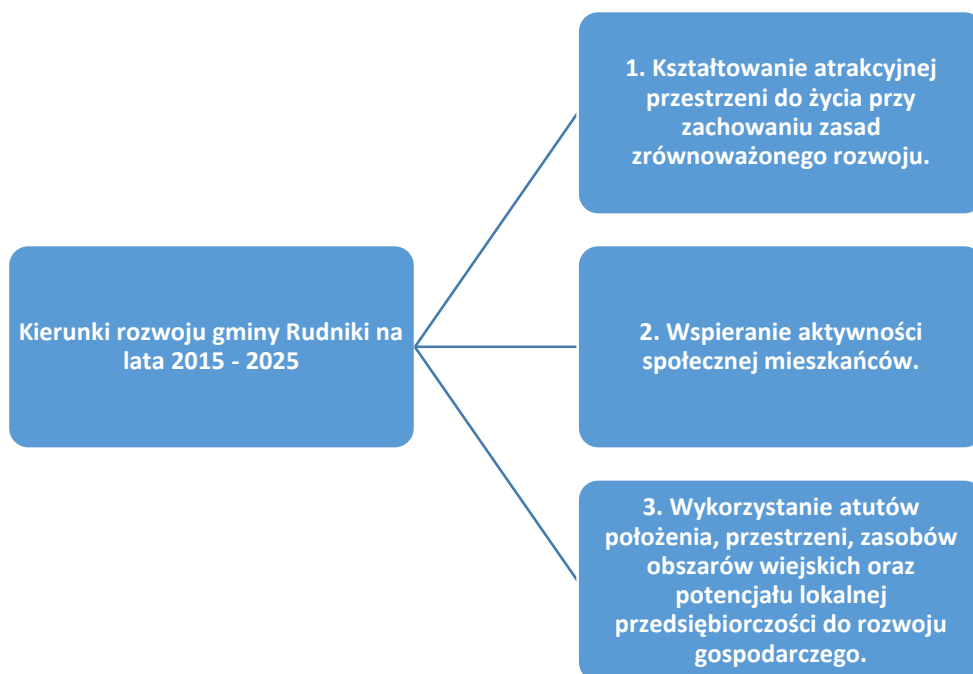 1. Kształtowanie atrakcyjnej
przestrzeni do życia przy
zachowaniu zasad
zrównoważonego rozwoju.
Kierunki rozwoju gminy Rudniki na
lata 2015 - 2025
2. Wspieranie aktywności
społecznej mieszkańców.
3. Wykorzystanie atutów
położenia, przestrzeni, zasobów
obszarów wiejskich oraz
potencjału lokalnej
przedsiębiorczości do rozwoju
gospodarczego.